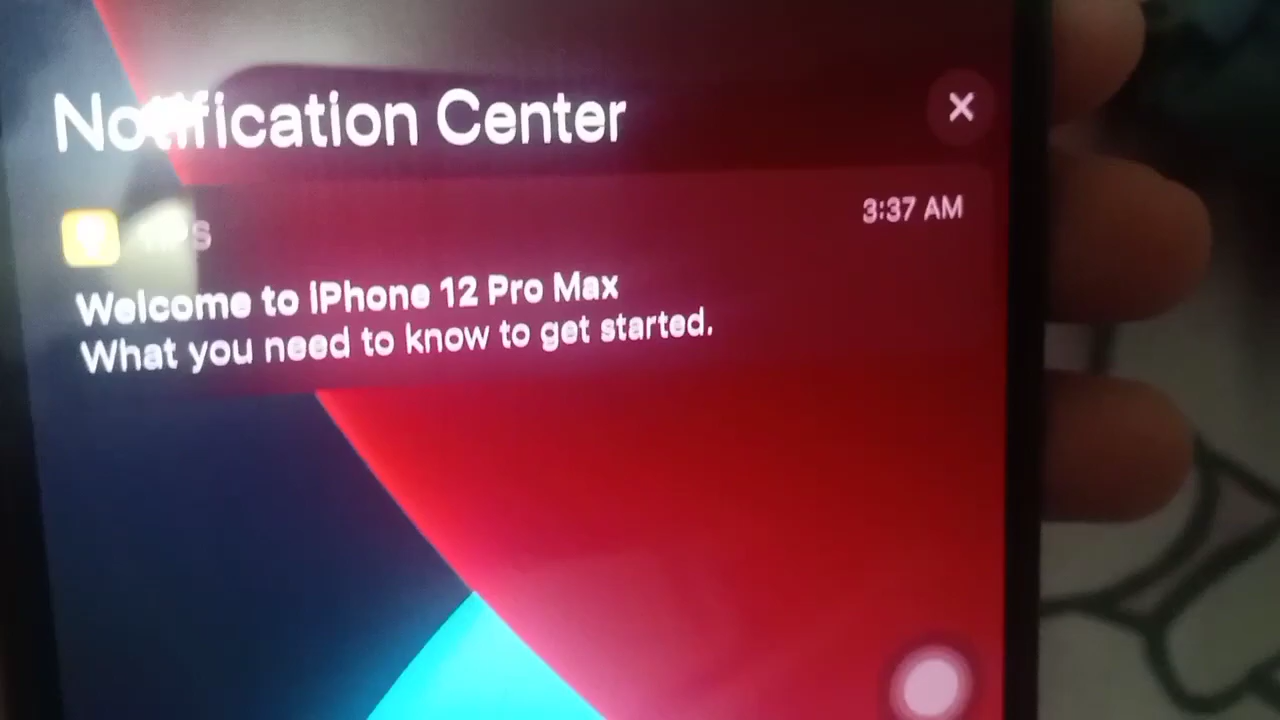 Notification Center
TIPS
3:37 AM
Welcome to iPhone 12 Pro Max
What you need to know to get started.